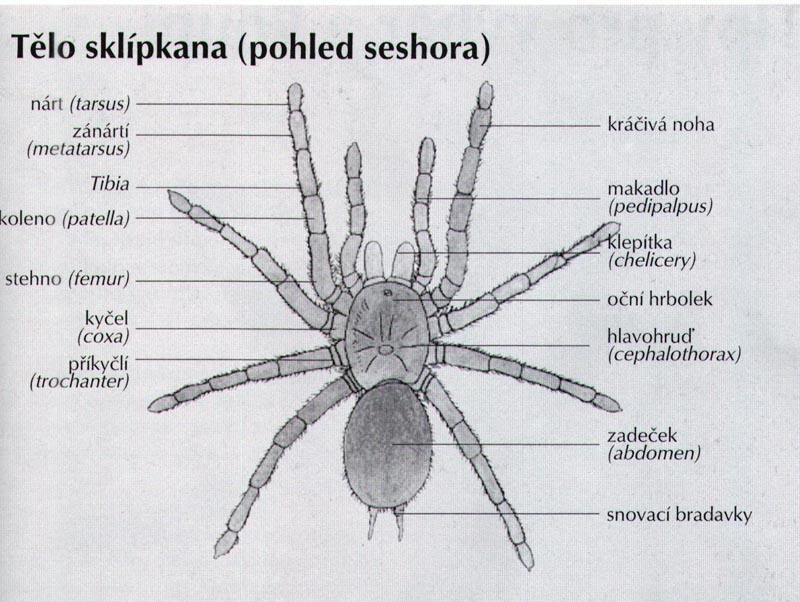 Tělo sklípkana (pohled seshora)
nárt (tarsus)
zánártí
(metatarsus)
Tibia
koleno (patella)
stehno (femur)
kyčel
(coxa)
příkyčlí
(trochanter)
kráčivá noha
makadlo
(pedipalpus)
klepítka
(chelicery)
oční hrbolek
hlavohruď
(cephalothorax)
zadeček
(abdomen)
snovací bradavky